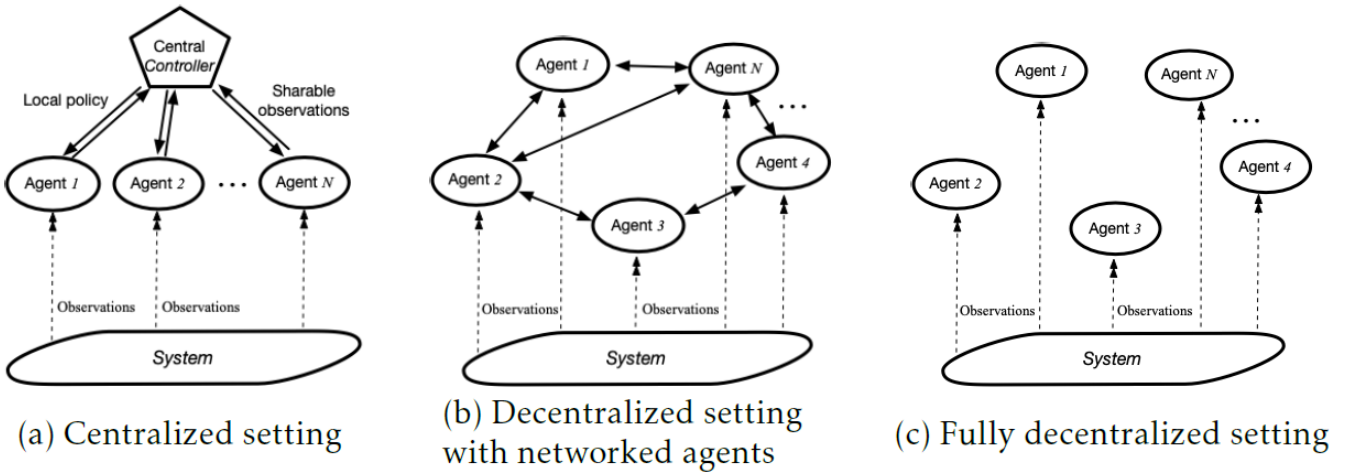 Central
Controller
Local policy
Sharable
observations
Agent 1
Agent 2
...
Agent N
Observations
Observations
System
(a) Centralized setting
Agent 1
Agent N
...
Agent 2
Agent 4
Agent 3
Observations
Observations
System
(b) Decentralized setting
with networked agents
Agent 1
Agent N
...
Agent 2
Agent 4
Agent 3
Observations
Observations
System
(c) Fully decentralized setting